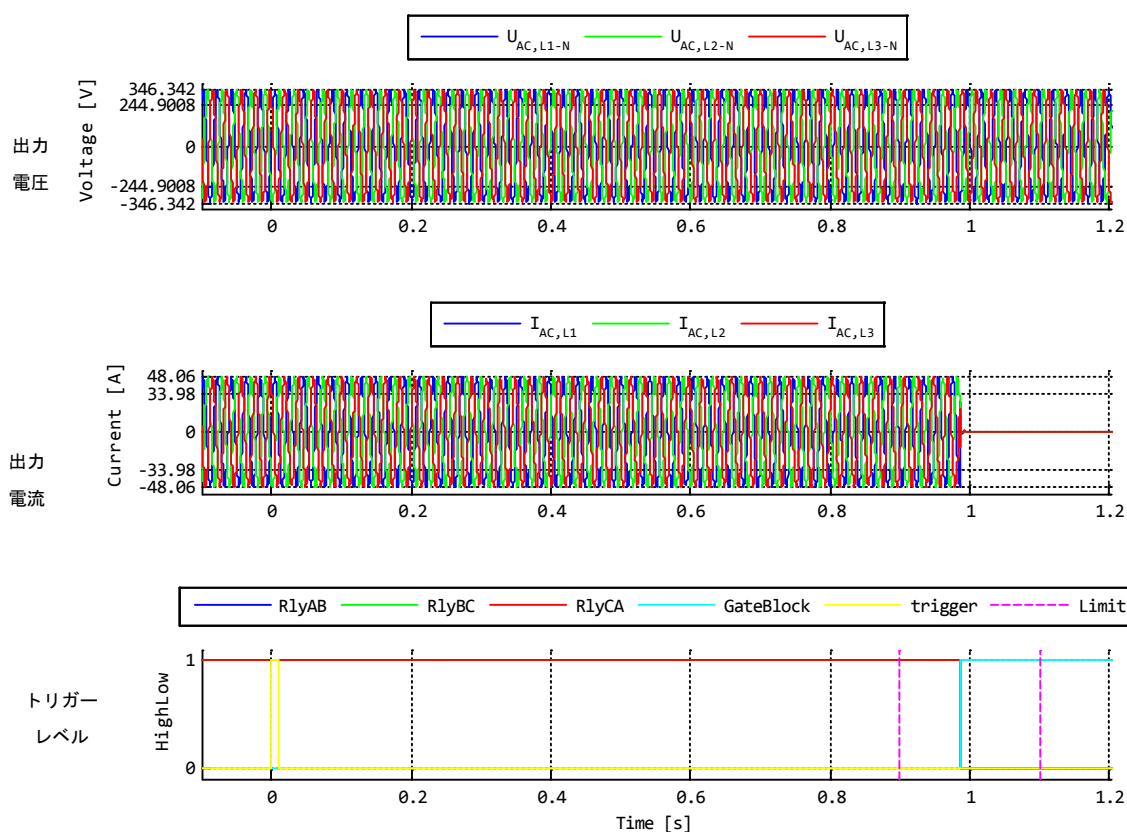 U_AC,L1-N U_AC,L2-N U_AC,L3-N
出力
電圧
Voltage [V]
346.342
244.9008
0
-244.9008
-346.342
0 0.2 0.4 0.6 0.8 1 1.2
I_AC,L1 I_AC,L2 I_AC,L3
出力
電流
Current [A]
48.06
33.98
0
-33.98
-48.06
0 0.2 0.4 0.6 0.8 1 1.2
RlyAB RlyBC RlyCA GateBlock trigger Limit
トリガー
レベル
HighLow
1
0
0 0.2 0.4 0.6 0.8 1 1.2
Time [s]